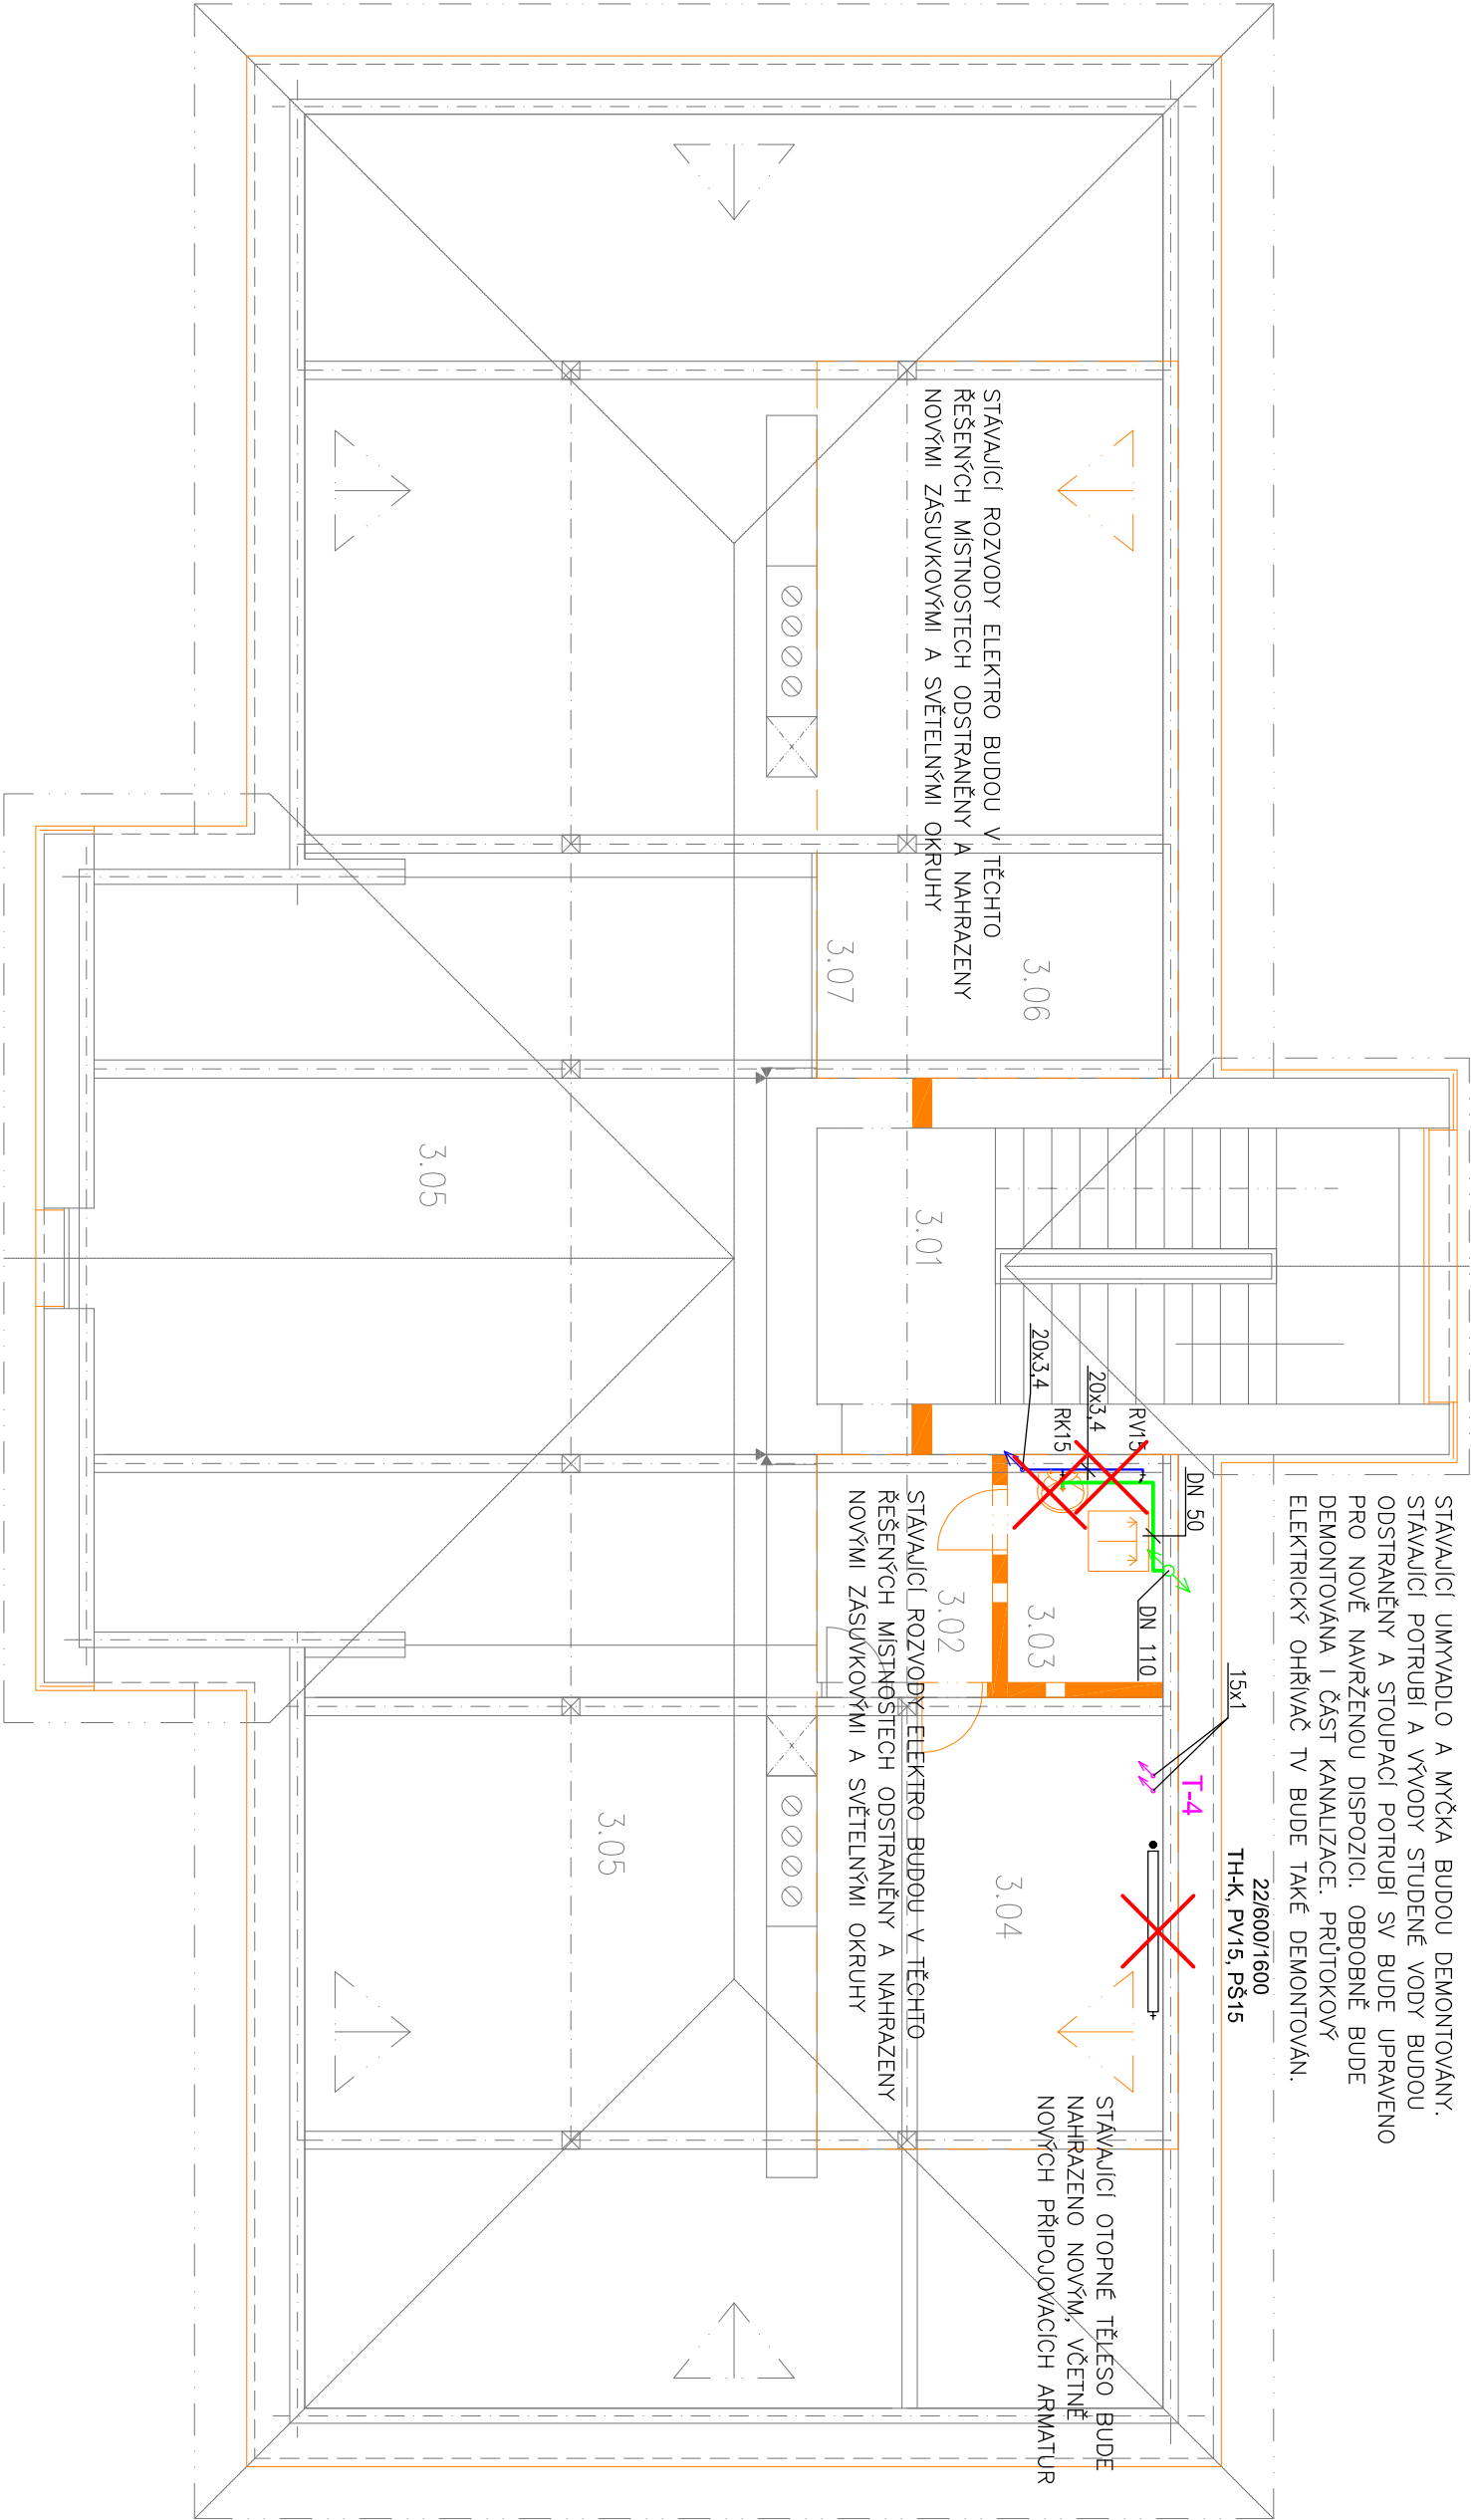 STÁVAJÍCÍ UMYVADLO A MYČKA BUDOU DEMONTOVÁNY.
STÁVAJÍCÍ POTRUBÍ A VÝVODY STUDENÉ VODY BUDOU
ODSTRANĚNY A STOUPACÍ POTRUBÍ SV BUDE UPRAVENO
PRO NOVĚ NAVRŽENOU DISPOZICI. OBDOBNĚ BUDE
DEMONTOVÁNA I ČÁST KANALIZACE. PRŮTOKOVÝ
ELEKTRICKÝ OHŘÍVAČ TV BUDE TAKÉ DEMONTOVÁN.
22/600/1600
TH-K, PV15, PŠ15
15x1
T-4
DN 50
DN 110
RV15
20x3,4
RK15
20x3,4
STÁVAJÍCÍ OTOPNÉ TĚLESO BUDE
NAHRAZENO NOVÝM, VČETNĚ
NOVÝCH PŘIPOJOVACÍCH ARMATUR
STÁVAJÍCÍ ROZVODY ELEKTRO BUDOU V TĚCHTO
ŘEŠENÝCH MÍSTNOSTECH ODSTRANĚNY A NAHRAZENY
NOVÝMI ZÁSUVKOVÝMI A SVĚTELNÝMI OKRUHY
STÁVAJÍCÍ ROZVODY ELEKTRO BUDOU V TĚCHTO
ŘEŠENÝCH MÍSTNOSTECH ODSTRANĚNY A NAHRAZENY
NOVÝMI ZÁSUVKOVÝMI A SVĚTELNÝMI OKRUHY
3.06
3.07
3.01
3.03
3.02
3.04
3.05
3.05